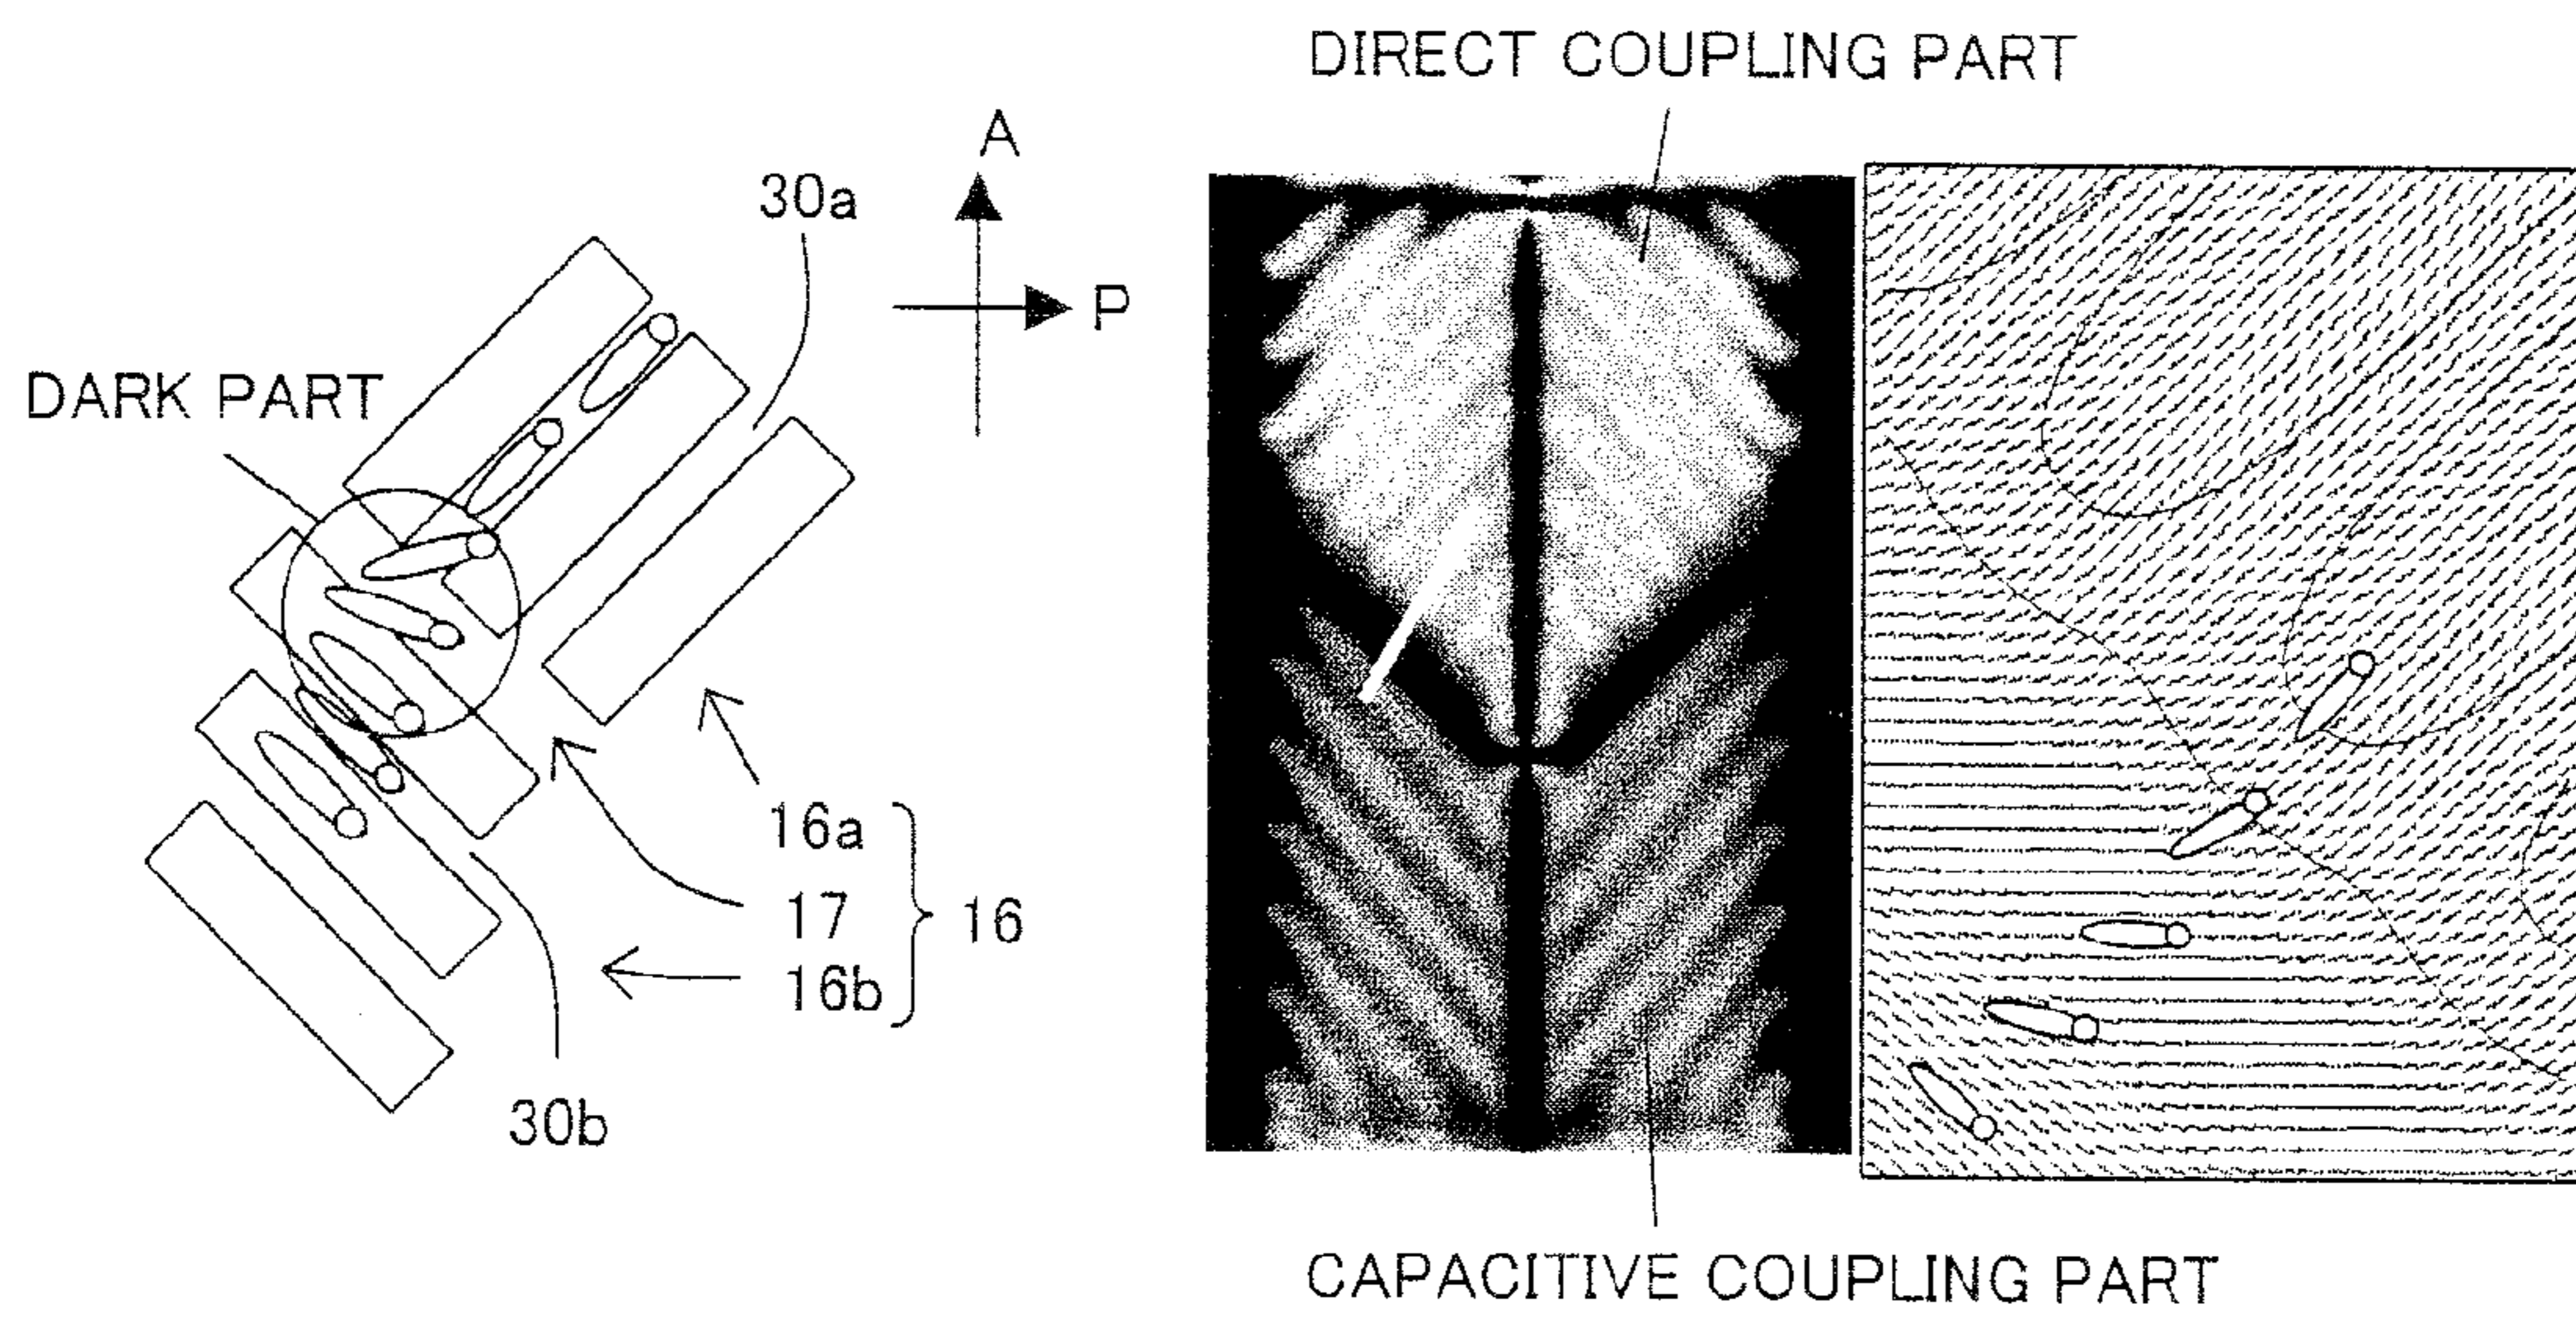 DIRECT COUPLING PART
A
30a
P
DARK PART
16a
17
16
16b
30b
CAPACITIVE COUPLING PART